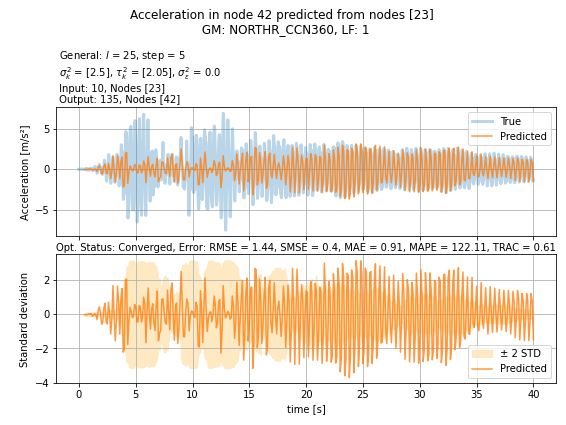 Acceleration in node 42 predicted from nodes [23]
GM: NORTHR_CCN360, LF: 1
General: l = 25, step = 5
σ²ₖ = [2.5], τ²ₖ = [2.05], σ²ε = 0.0
Input: 10, Nodes [23]
Output: 135, Nodes [42]
Acceleration [m/s²]
5
0
−5
True
Predicted
Opt. Status: Converged, Error: RMSE = 1.44, SMSE = 0.4, MAE = 0.91, MAPE = 122.11, TRAC = 0.61
Standard deviation
2
0
−2
−4
± 2 STD
Predicted
0 5 10 15 20 25 30 35 40
time [s]